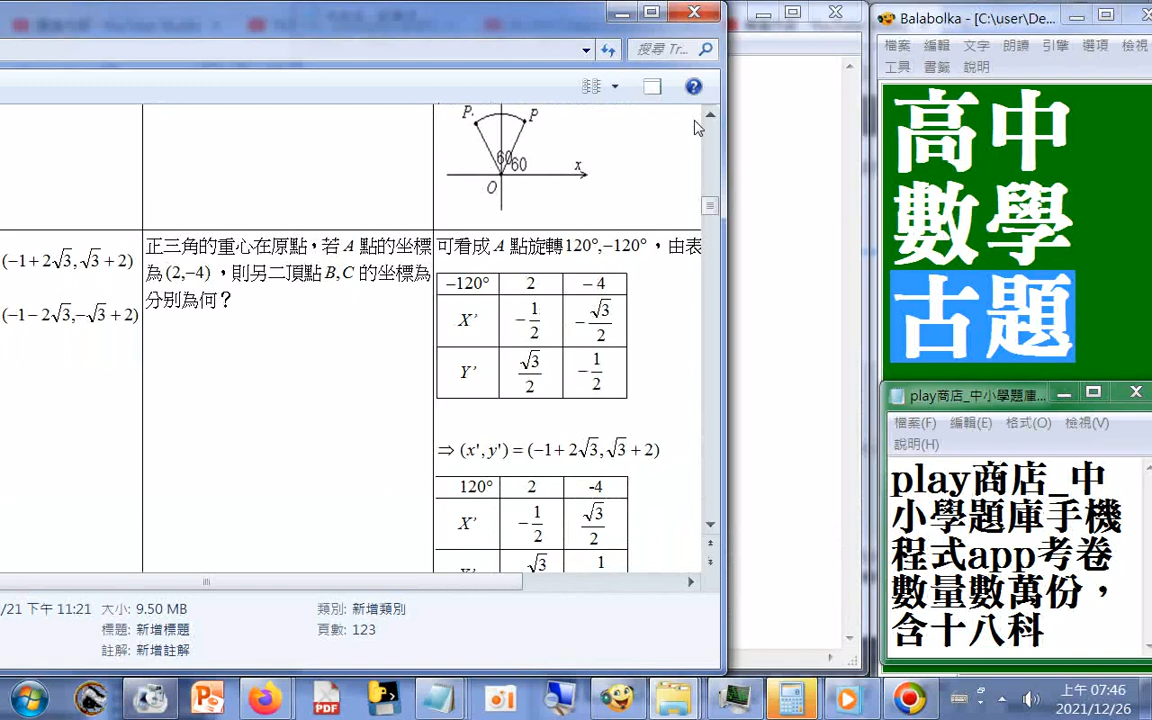 Balabolka - [C:\user\De...
搜尋 Tr...
檔案 編輯 文字 朗讀 引擎 選項 檢視
工具 書籤 說明
高中
數學
古題
P. P
60 60
x
O
(−1+2√3,√3+2)
(−1−2√3,−√3+2)
正三角的重心在原點，若 A 點的坐標
為(2,−4)，則另二頂點 B,C 的坐標為
分別為何？
可看成 A 點旋轉120°,−120°，由表
−120° 2 −4
X' −1/2 −√3/2
Y' √3/2 −1/2
⇒ (x', y') = (−1+2√3,√3+2)
120° 2 -4
X' −1/2 √3/2
√3 1
play商店_中小學題庫...
檔案(F) 編輯(E) 格式(O) 檢視(V)
說明(H)
play商店_中
小學題庫手機
程式app考卷
數量數萬份，
含十八科
/21 下午 11:21 大小: 9.50 MB 類別: 新增類別
標題: 新增標題 頁數: 123
註解: 新增註解
PDF
上午 07:46
2021/12/26